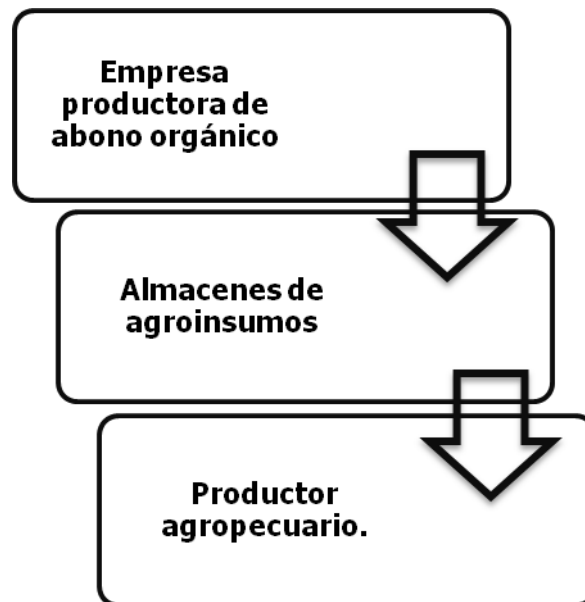 Empresa
productora de
abono orgánico
Almacenes de
agroinsumos
Productor
agropecuario.